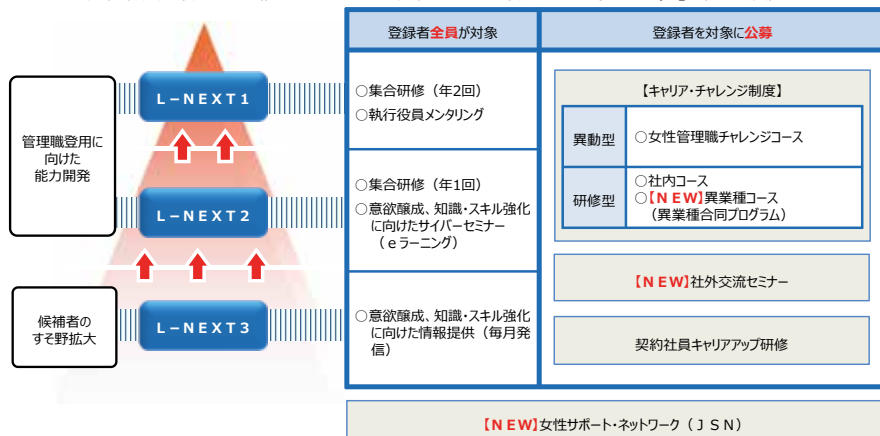 登録者全員が対象
登録者を対象に公募
管理職登用に
向けた
能力開発
L-NEXT1
○集合研修（年2回）
○執行役員メンタリング
L-NEXT2
○集合研修（年1回）
○意欲醸成、知識・スキル強化
に向けたサイバーセミナー
（eラーニング）
候補者の
すそ野拡大
L-NEXT3
○意欲醸成、知識・スキル強化
に向けた情報提供（毎月発
信）
【キャリア・チャレンジ制度】
異動型
○女性管理職チャレンジコース
研修型
○社内コース
○【NEW】異業種コース
（異業種合同プログラム）
【NEW】社外交流セミナー
契約社員キャリアアップ研修
【NEW】女性サポート・ネットワーク（JSN）